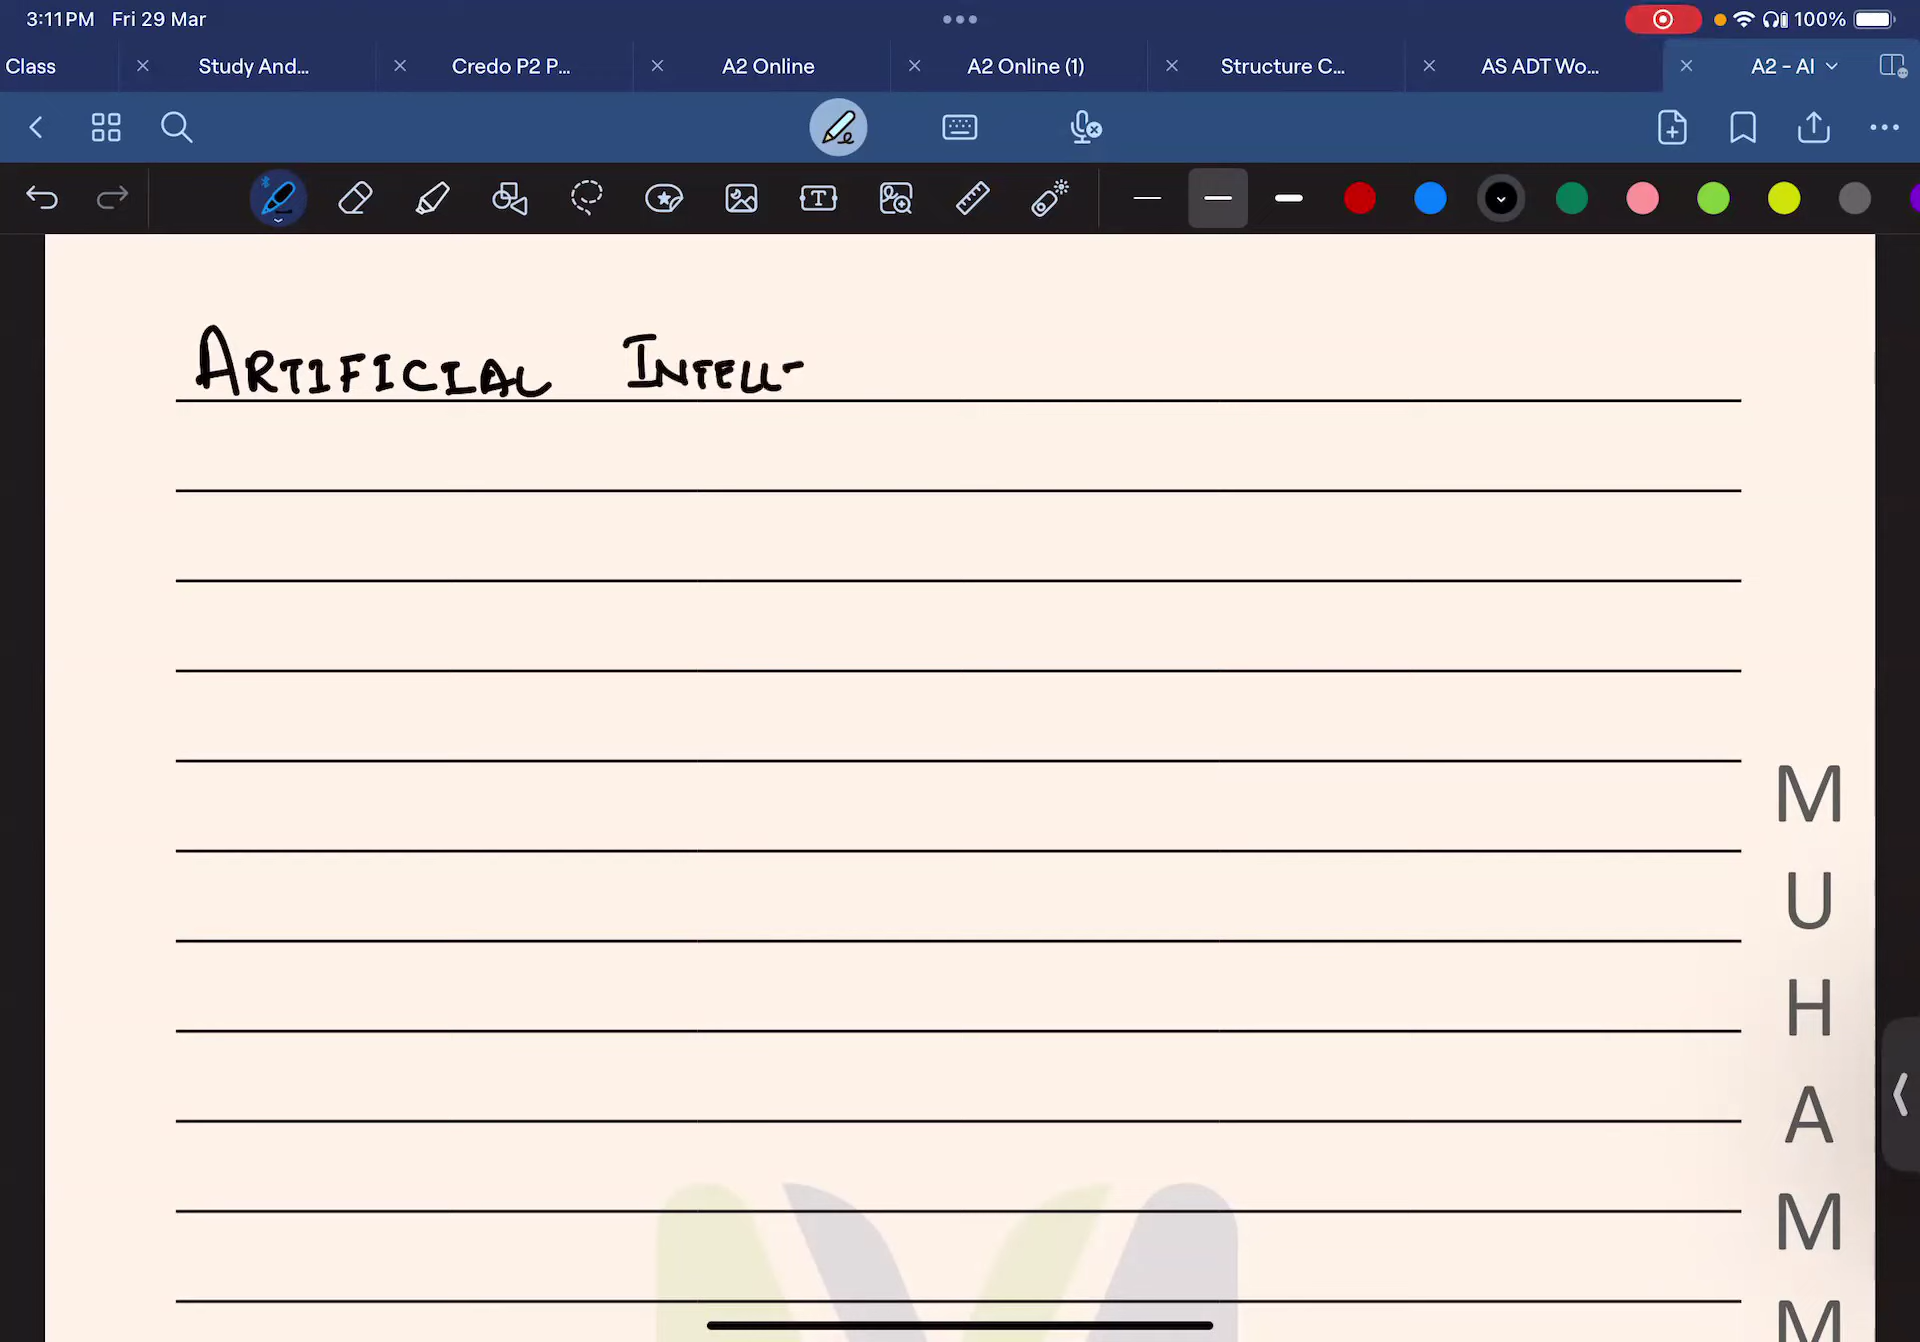 3:11 PM Fri 29 Mar 100%
Class Study And... Credo P2 P... A2 Online A2 Online (1) Structure C... AS ADT Wo... A2 - AI
ARTIFICIAL INTELL
M
U
H
A
M
M